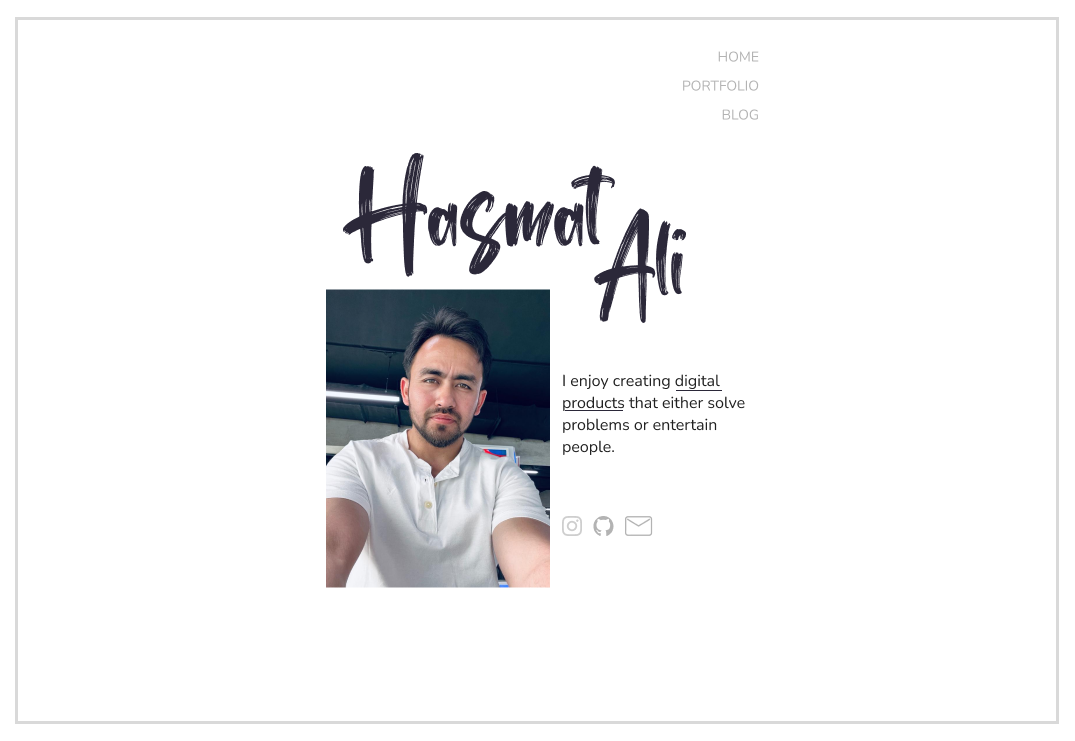 HOME
PORTFOLIO
BLOG
Hasmat
Ali
I enjoy creating digital
products that either solve
problems or entertain
people.